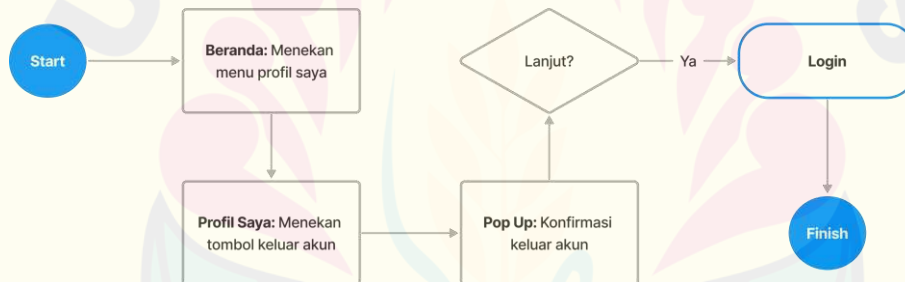 Start
Beranda: Menekan
menu profil saya
Profil Saya: Menekan
tombol keluar akun
Pop Up: Konfirmasi
keluar akun
Lanjut?
Ya
Login
Finish